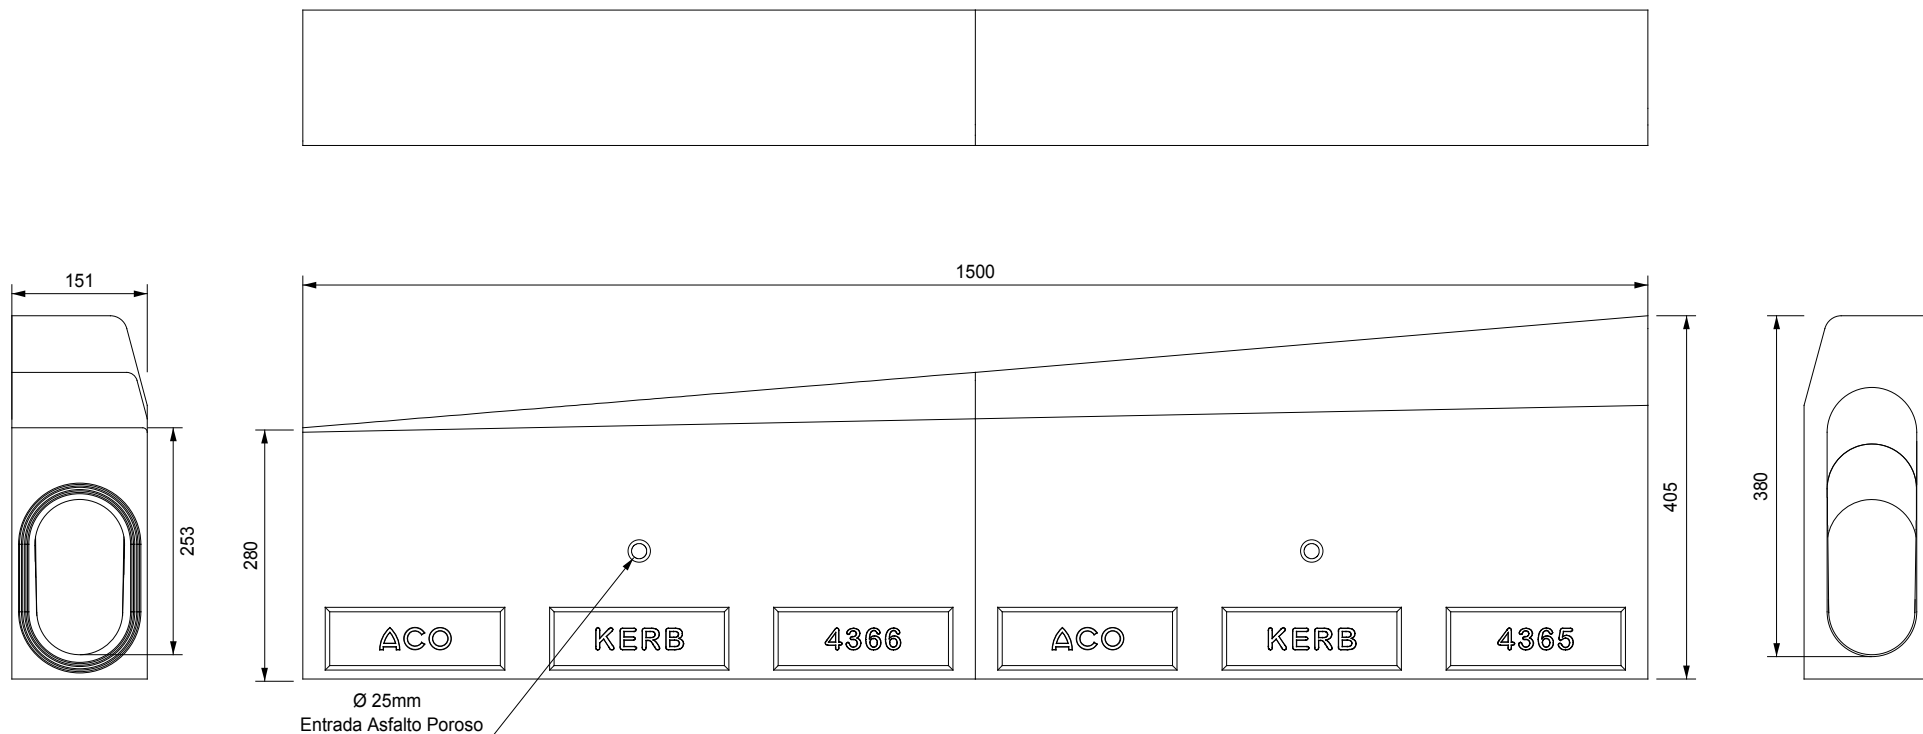 1500
151
253
280
405
380
ACO KERB 4366 ACO KERB 4365
Ø 25mm
Entrada Asfalto Poroso